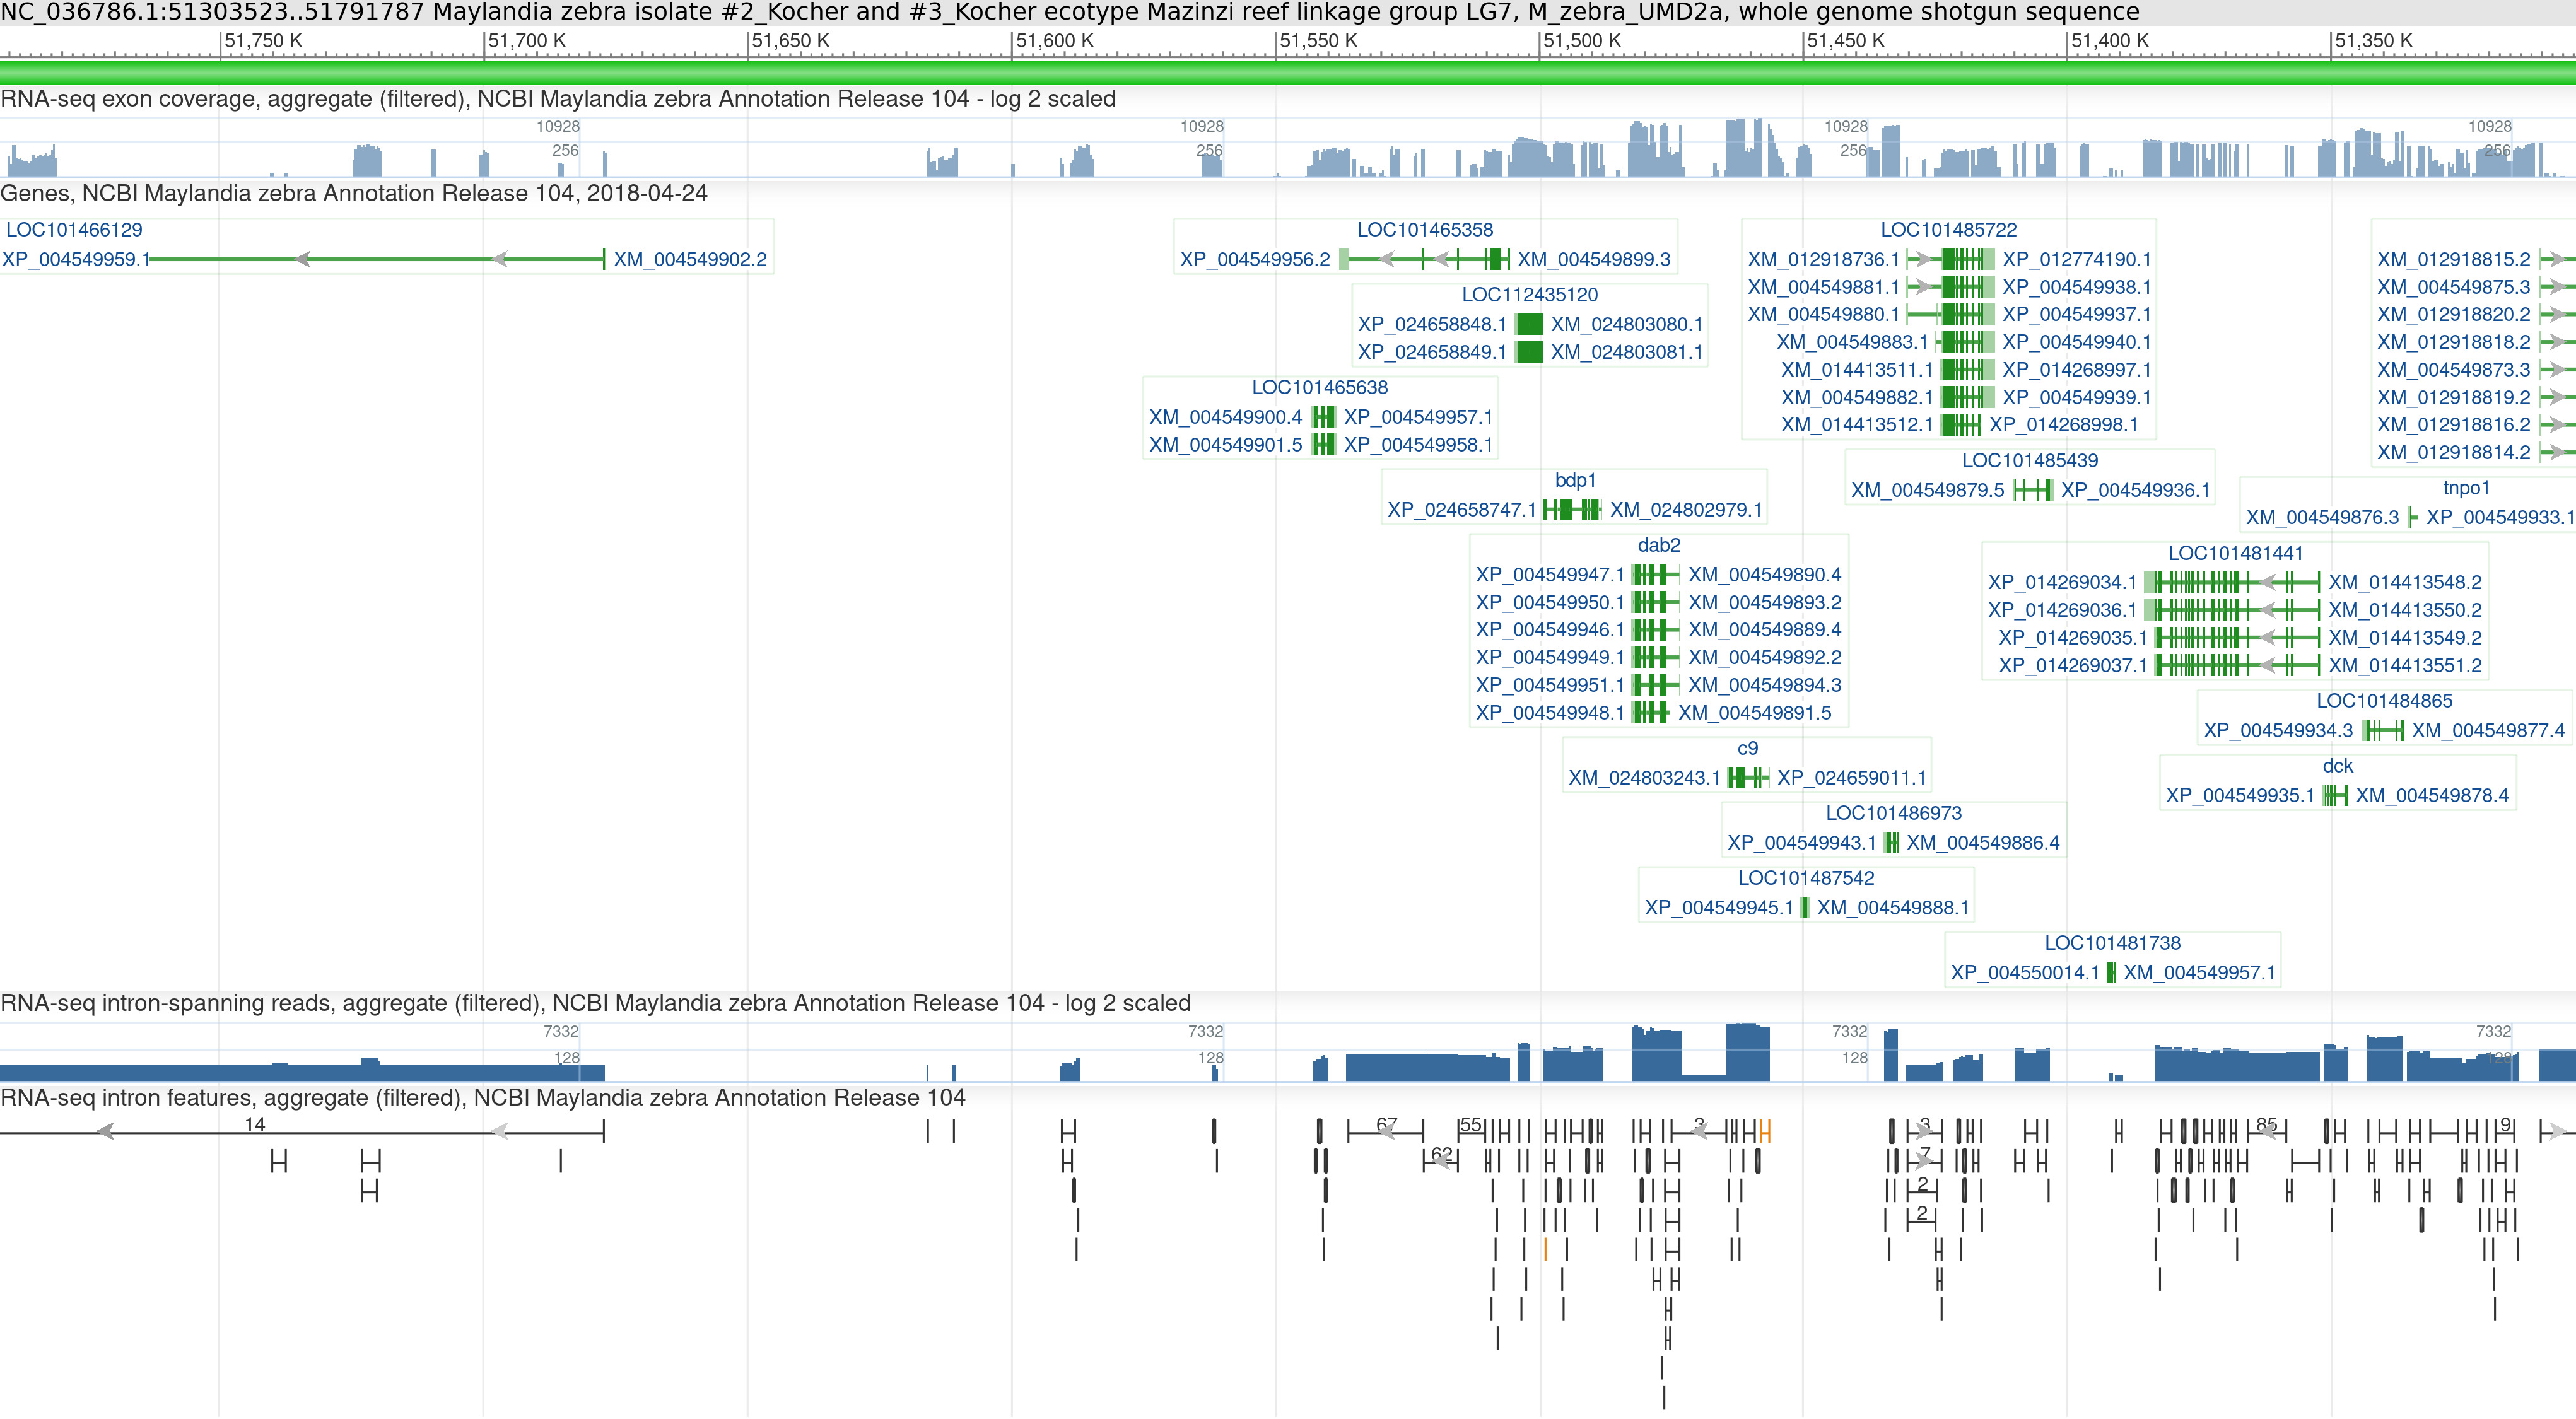 NC_036786.1:51303523..51791787 Maylandia zebra isolate #2_Kocher and #3_Kocher ecotype Mazinzi reef linkage group LG7, M_zebra_UMD2a, whole genome shotgun sequence
51,750 K 51,700 K 51,650 K 51,600 K 51,550 K 51,500 K 51,450 K 51,400 K 51,350 K
RNA-seq exon coverage, aggregate (filtered), NCBI Maylandia zebra Annotation Release 104 - log 2 scaled
10928 10928 10928 10928
256 256 256 256
Genes, NCBI Maylandia zebra Annotation Release 104, 2018-04-24
LOC101466129 LOC101465358 LOC101485722
XP_004549959.1 XM_004549902.2 XP_004549956.2 XM_004549899.3 XM_012918736.1 XP_012774190.1 XM_012918815.2
XM_004549881.1 XP_004549938.1 XM_004549875.3
LOC112435120
XM_004549880.1 XP_004549937.1 XM_012918820.2
XP_024658848.1 XM_024803080.1
XM_004549883.1 XP_004549940.1 XM_012918818.2
XP_024658849.1 XM_024803081.1
XM_014413511.1 XP_014268997.1 XM_004549873.3
LOC101465638
XM_004549882.1 XP_004549939.1 XM_012918819.2
XM_004549900.4 XP_004549957.1
XM_014413512.1 XP_014268998.1 XM_012918816.2
XM_004549901.5 XP_004549958.1
XM_012918814.2
LOC101485439
bdp1
XM_004549879.5 XP_004549936.1 tnpo1
XP_024658747.1 XM_024802979.1
XM_004549876.3 XP_004549933.1
dab2
LOC101481441
XP_004549947.1 XM_004549890.4
XP_014269034.1 XM_014413548.2
XP_004549950.1 XM_004549893.2
XP_014269036.1 XM_014413550.2
XP_004549946.1 XM_004549889.4
XP_014269035.1 XM_014413549.2
XP_004549949.1 XM_004549892.2
XP_014269037.1 XM_014413551.2
XP_004549951.1 XM_004549894.3
LOC101484865
XP_004549948.1 XM_004549891.5
XP_004549934.3 XM_004549877.4
c9
dck
XM_024803243.1 XP_024659011.1
XP_004549935.1 XM_004549878.4
LOC101486973
XP_004549943.1 XM_004549886.4
LOC101487542
XP_004549945.1 XM_004549888.1
LOC101481738
XP_004550014.1 XM_004549957.1
RNA-seq intron-spanning reads, aggregate (filtered), NCBI Maylandia zebra Annotation Release 104 - log 2 scaled
7332 7332 7332 7332
128 128 128 128
RNA-seq intron features, aggregate (filtered), NCBI Maylandia zebra Annotation Release 104
14 67 55 3 3 85 9
62 7
2
2